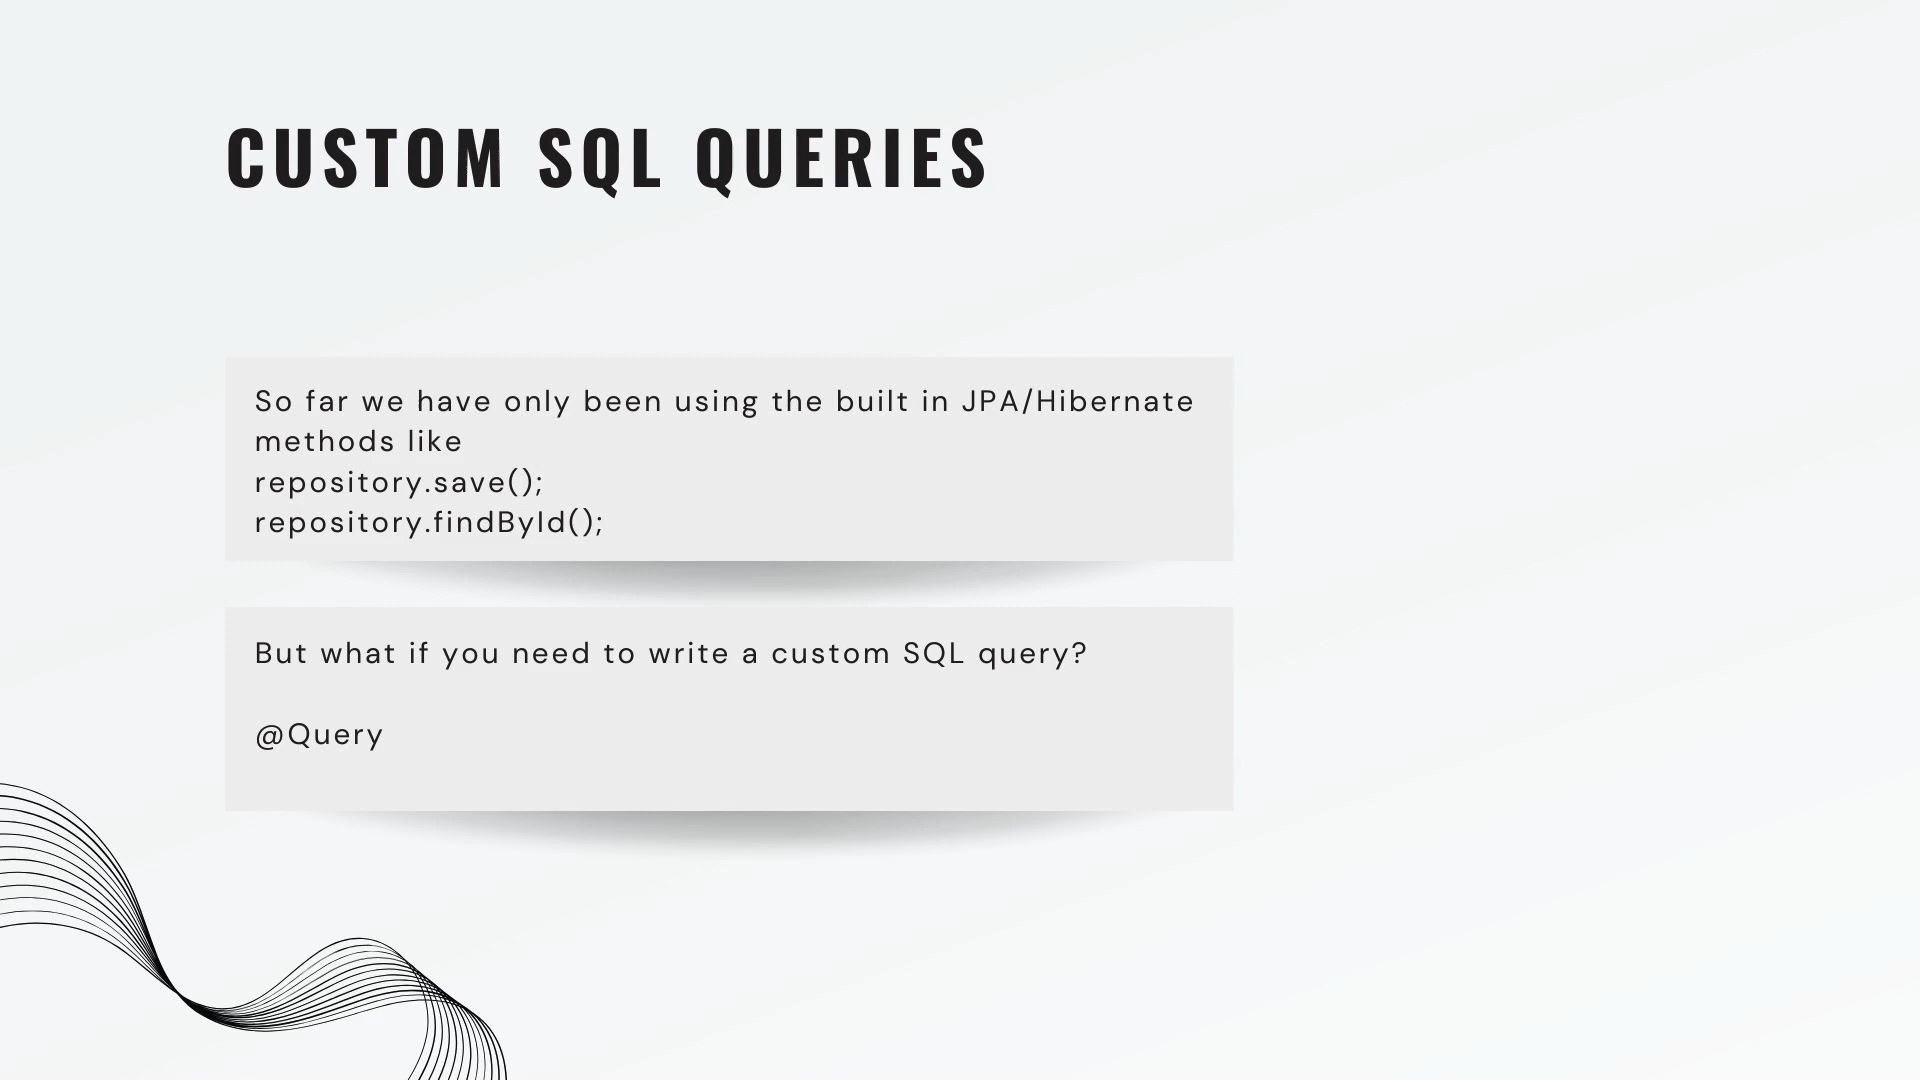 CUSTOM SQL QUERIES
So far we have only been using the built in JPA/Hibernate
methods like
repository.save();
repository.findById();
But what if you need to write a custom SQL query?
@Query